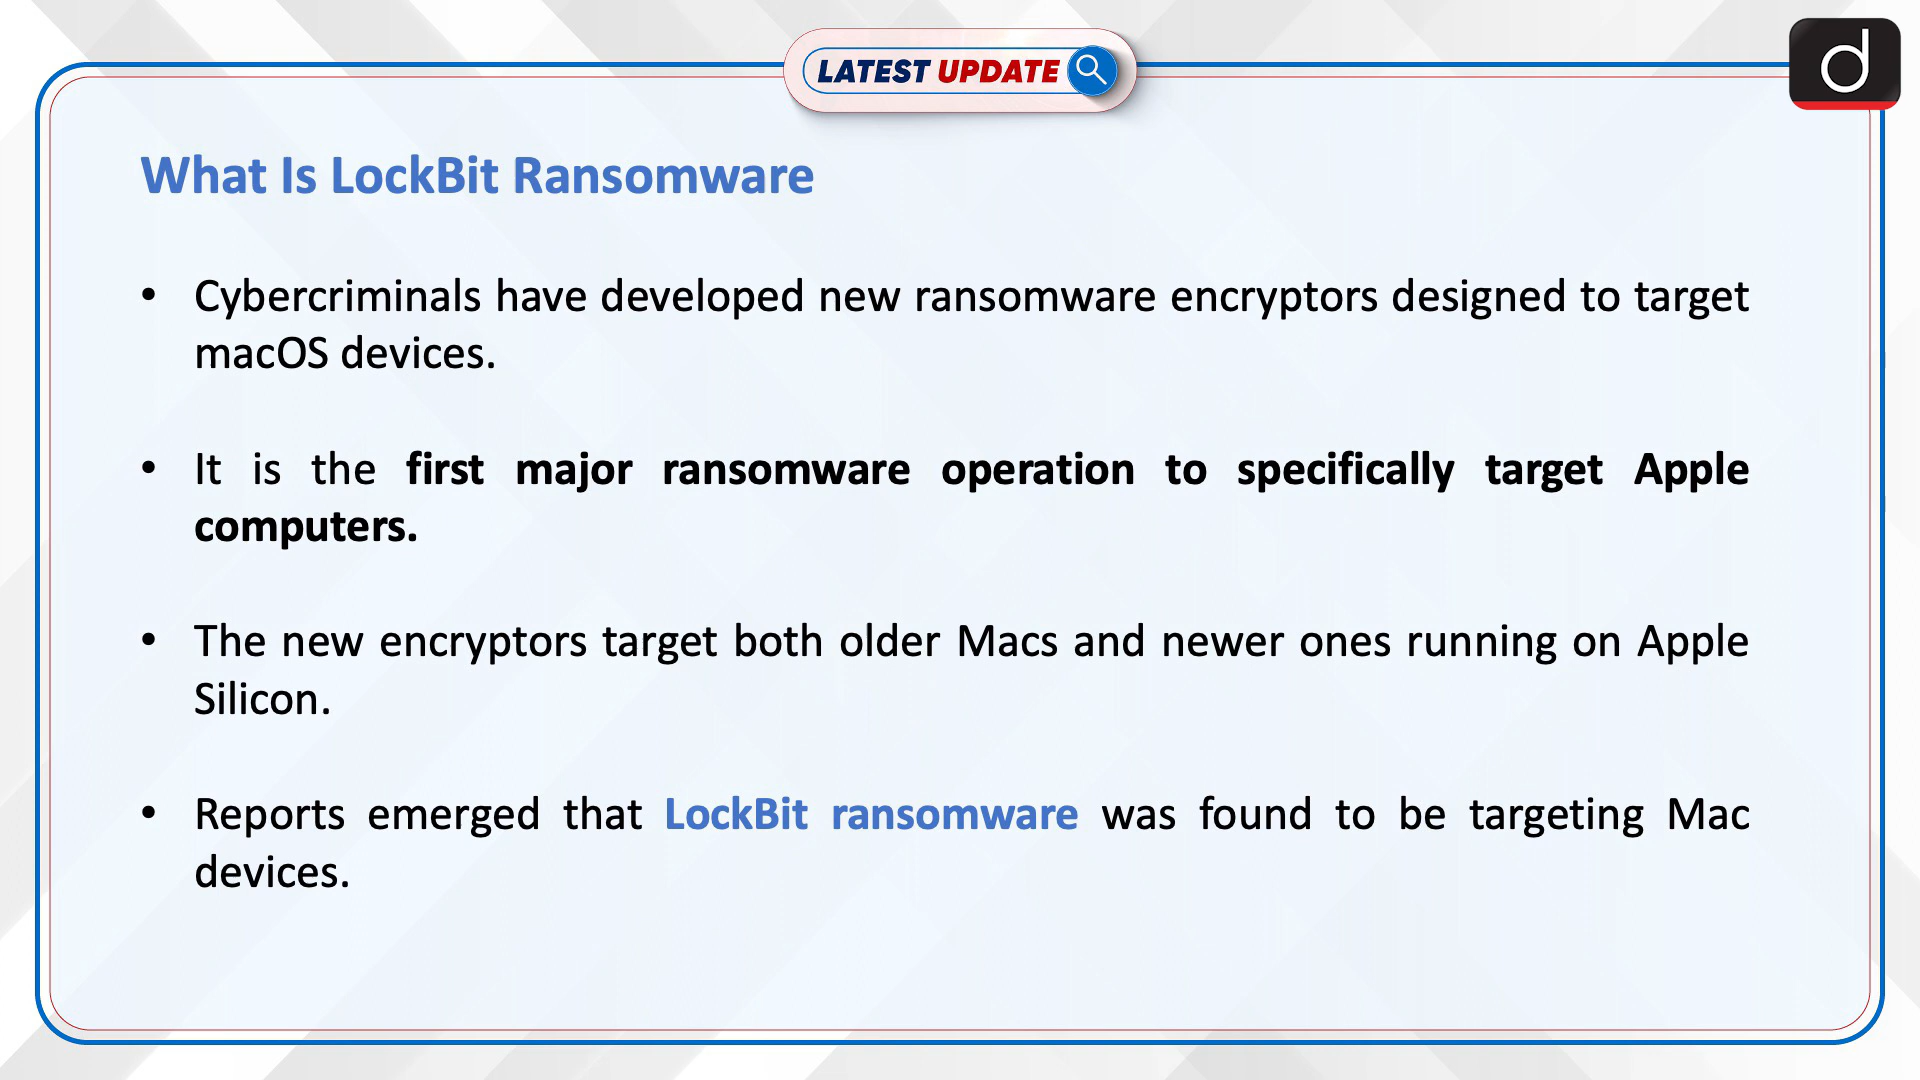 LATEST UPDATE
d
What Is LockBit Ransomware
• Cybercriminals have developed new ransomware encryptors designed to target
macOS devices.
• It is the first major ransomware operation to specifically target Apple
computers.
• The new encryptors target both older Macs and newer ones running on Apple
Silicon.
• Reports emerged that LockBit ransomware was found to be targeting Mac
devices.